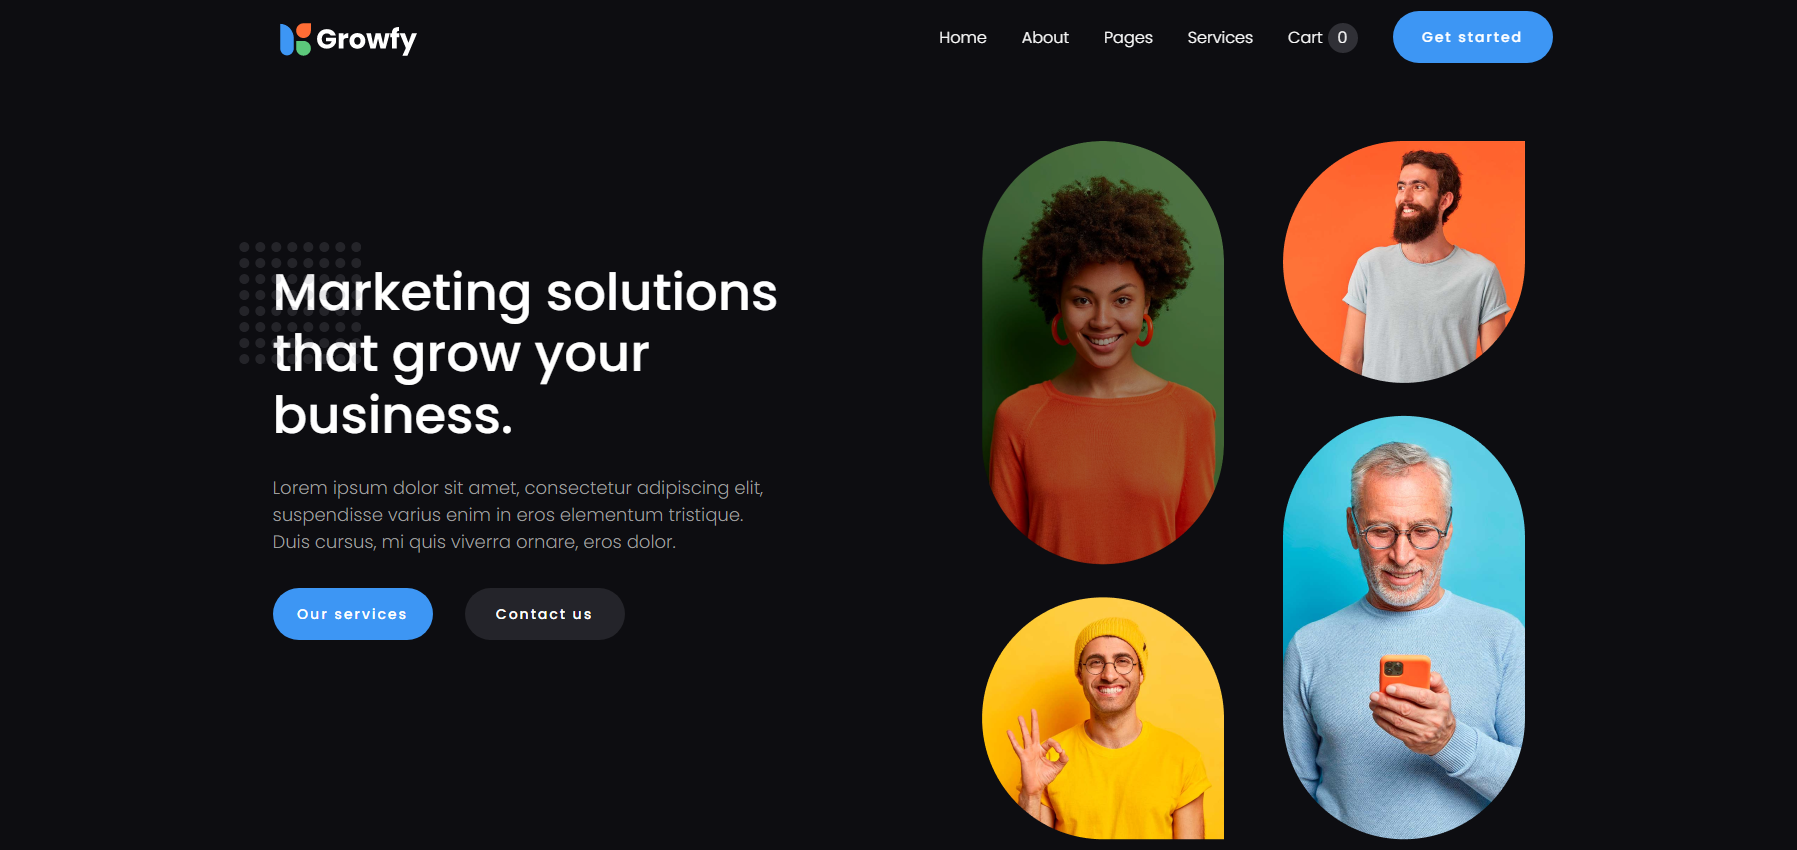 Growfy
Home About Pages Services Cart 0 Get started
Marketing solutions
that grow your
business.
Lorem ipsum dolor sit amet, consectetur adipiscing elit,
suspendisse varius enim in eros elementum tristique.
Duis cursus, mi quis viverra ornare, eros dolor.
Our services Contact us